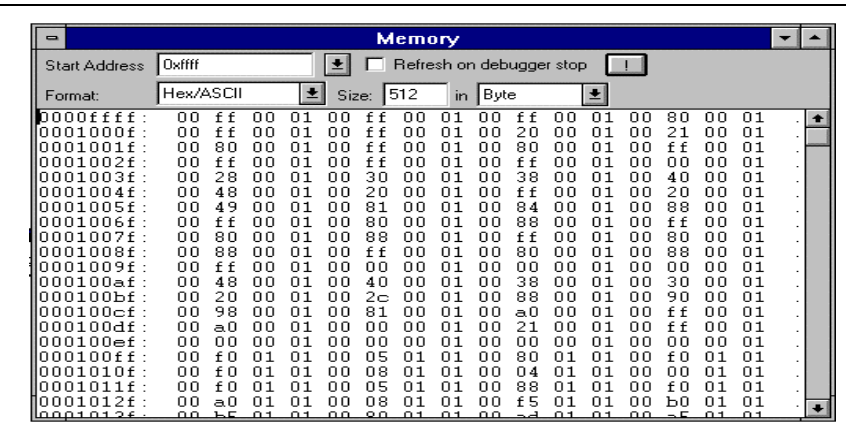 Memory
Start Address 0xffff Refresh on debugger stop !
Format: Hex/ASCII Size: 512 in Byte
0000ffff: 00 ff 00 01 00 ff 00 01 00 ff 00 01 00 80 00 01 .
0001000f: 00 ff 00 01 00 ff 00 01 00 20 00 01 00 21 00 01 .
0001001f: 00 80 00 01 00 ff 00 01 00 80 00 01 00 ff 00 01 .
0001002f: 00 ff 00 01 00 ff 00 01 00 ff 00 01 00 00 00 01 .
0001003f: 00 28 00 01 00 30 00 01 00 38 00 01 00 40 00 01 .
0001004f: 00 48 00 01 00 20 00 01 00 ff 00 01 00 20 00 01 .
0001005f: 00 49 00 01 00 81 00 01 00 84 00 01 00 88 00 01 .
0001006f: 00 ff 00 01 00 80 00 01 00 88 00 01 00 ff 00 01 .
0001007f: 00 80 00 01 00 88 00 01 00 ff 00 01 00 80 00 01 .
0001008f: 00 88 00 01 00 ff 00 01 00 80 00 01 00 88 00 01 .
0001009f: 00 ff 00 01 00 00 00 01 00 00 00 01 00 00 00 01 .
000100af: 00 48 00 01 00 40 00 01 00 38 00 01 00 30 00 01 .
000100bf: 00 20 00 01 00 2c 00 01 00 88 00 01 00 90 00 01 .
000100cf: 00 98 00 01 00 81 00 01 00 a0 00 01 00 ff 00 01 .
000100df: 00 a0 00 01 00 00 00 01 00 21 00 01 00 ff 00 01 .
000100ef: 00 00 00 01 00 00 00 01 00 00 00 01 00 00 00 01 .
000100ff: 00 f0 01 01 00 05 01 01 00 80 01 01 00 f0 01 01 .
0001010f: 00 f0 01 01 00 08 01 01 00 04 01 01 00 00 01 01 .
0001011f: 00 f0 01 01 00 05 01 01 00 88 01 01 00 f0 01 01 .
0001012f: 00 a0 01 01 00 08 01 01 00 f5 01 01 00 b0 01 01 .